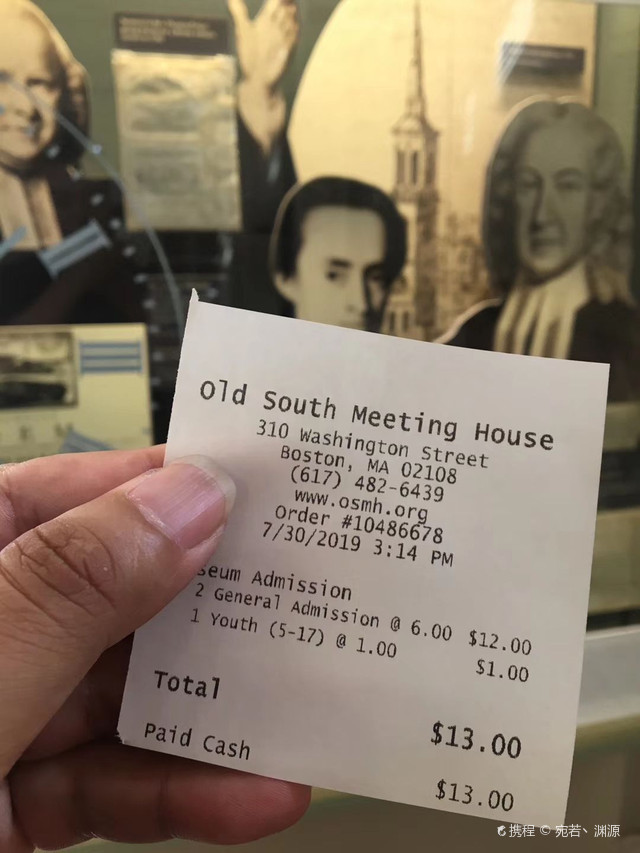 Old South Meeting House
310 Washington Street
Boston, MA 02108
(617) 482-6439
www.osmh.org
Order #10486678
7/30/2019 3:14 PM
seum Admission
2 General Admission @ 6.00 $12.00
1 Youth (5-17) @ 1.00 $1.00
Total $13.00
Paid Cash $13.00
携程 © 宛若丶渊源